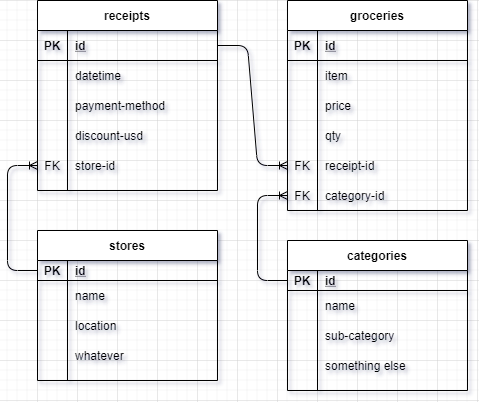 receipts
PK id
datetime
payment-method
discount-usd
FK store-id
groceries
PK id
item
price
qty
FK receipt-id
FK category-id
stores
PK id
name
location
whatever
categories
PK id
name
sub-category
something else